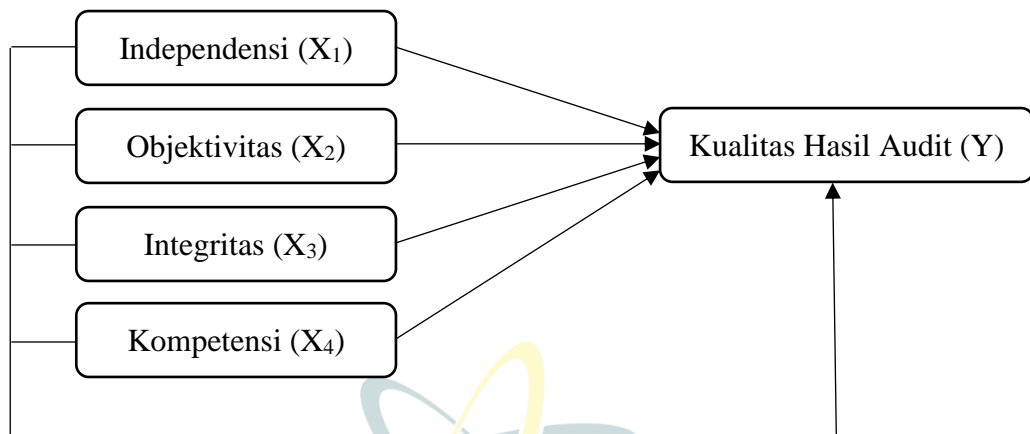 Independensi (X₁)
Objektivitas (X₂)
Kualitas Hasil Audit (Y)
Integritas (X₃)
Kompetensi (X₄)